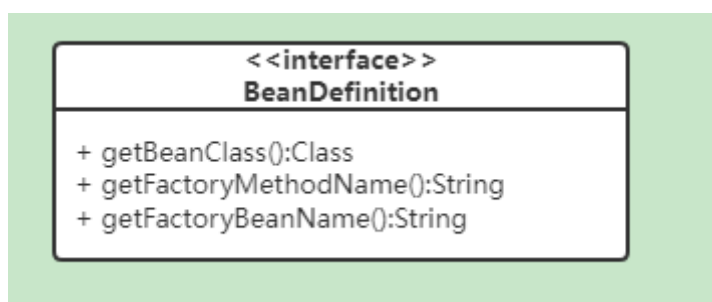 <<interface>>
BeanDefinition
+ getBeanClass():Class
+ getFactoryMethodName():String
+ getFactoryBeanName():String